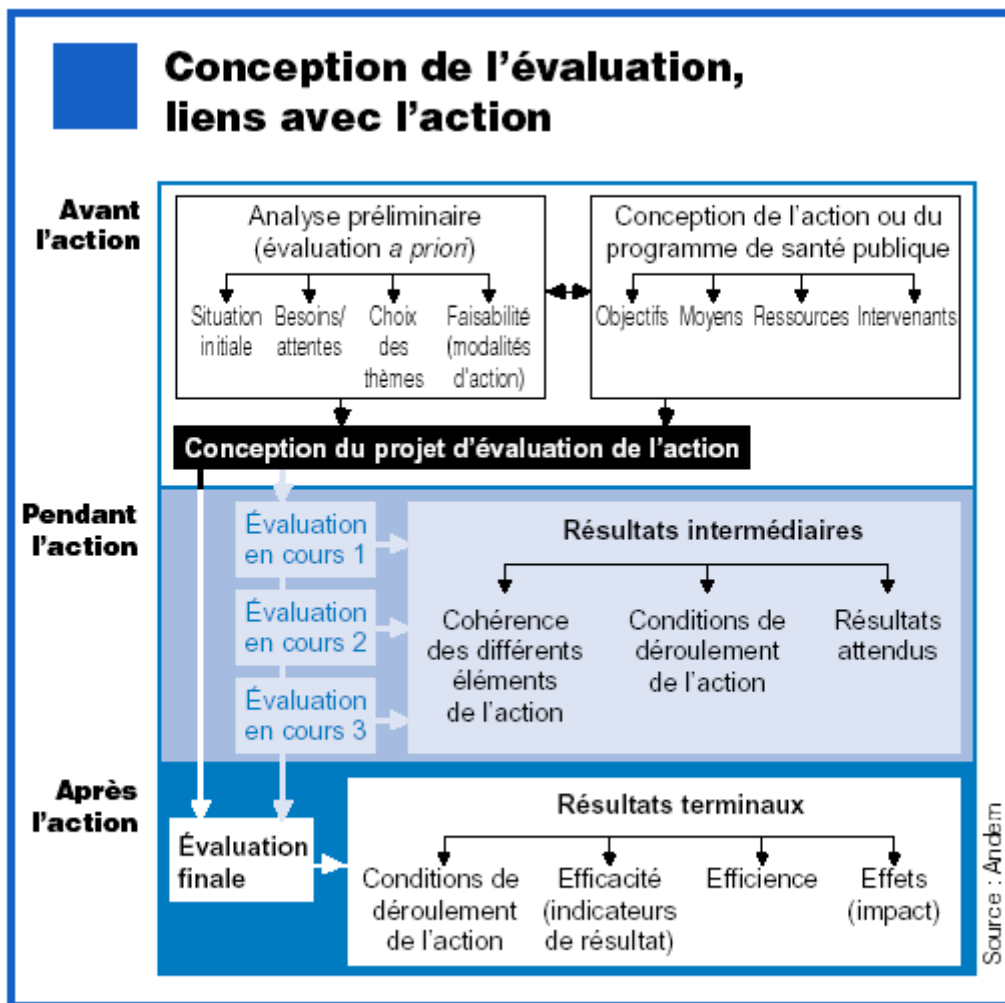 Conception de l'évaluation,
liens avec l'action
Avant
l'action
Analyse préliminaire
(évaluation a priori)
Situation
initiale
Besoins/
attentes
Choix
des
thèmes
Faisabilité
(modalités
d'action)
Conception de l'action ou du
programme de santé publique
Objectifs
Moyens
Ressources
Intervenants
Conception du projet d'évaluation de l'action
Pendant
l'action
Évaluation
en cours 1
Évaluation
en cours 2
Évaluation
en cours 3
Résultats intermédiaires
Cohérence
des différents
éléments
de l'action
Conditions de
déroulement
de l'action
Résultats
attendus
Après
l'action
Évaluation
finale
Résultats terminaux
Conditions de
déroulement
de l'action
Efficacité
(indicateurs
de résultat)
Efficience
Effets
(impact)
Source : Andem